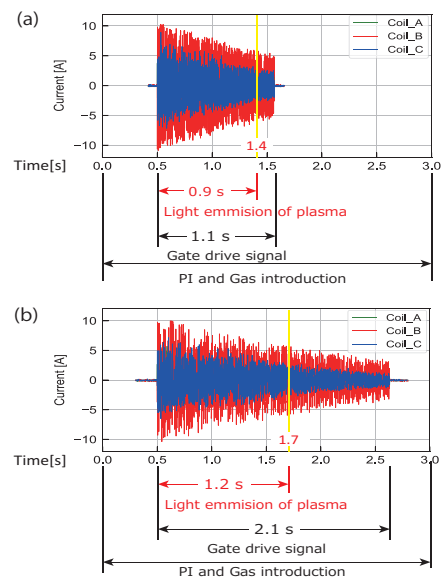 (a)
Coil_A
Coil_B
Coil_C
Current [A]
10
5
0
−5
−10
1.4
Time[s]
0.0 0.5 1.0 1.5 2.0 2.5 3.0
0.9 s
Light emmision of plasma
1.1 s
Gate drive signal
PI and Gas introduction
(b)
Coil_A
Coil_B
Coil_C
Current [A]
10
5
0
−5
−10
1.7
Time[s]
0.0 0.5 1.0 1.5 2.0 2.5 3.0
1.2 s
Light emmision of plasma
2.1 s
Gate drive signal
PI and Gas introduction